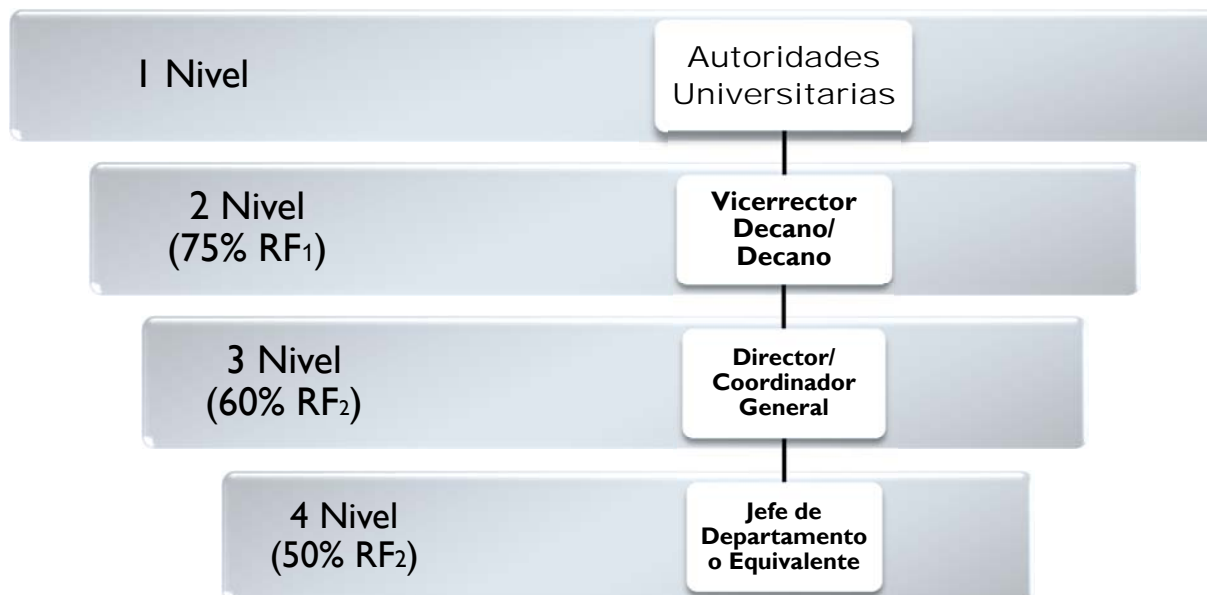 1 Nivel
Autoridades
Universitarias
2 Nivel
(75% RF₁)
Vicerrector
Decano/
Decano
3 Nivel
(60% RF₂)
Director/
Coordinador
General
4 Nivel
(50% RF₂)
Jefe de
Departamento
o Equivalente